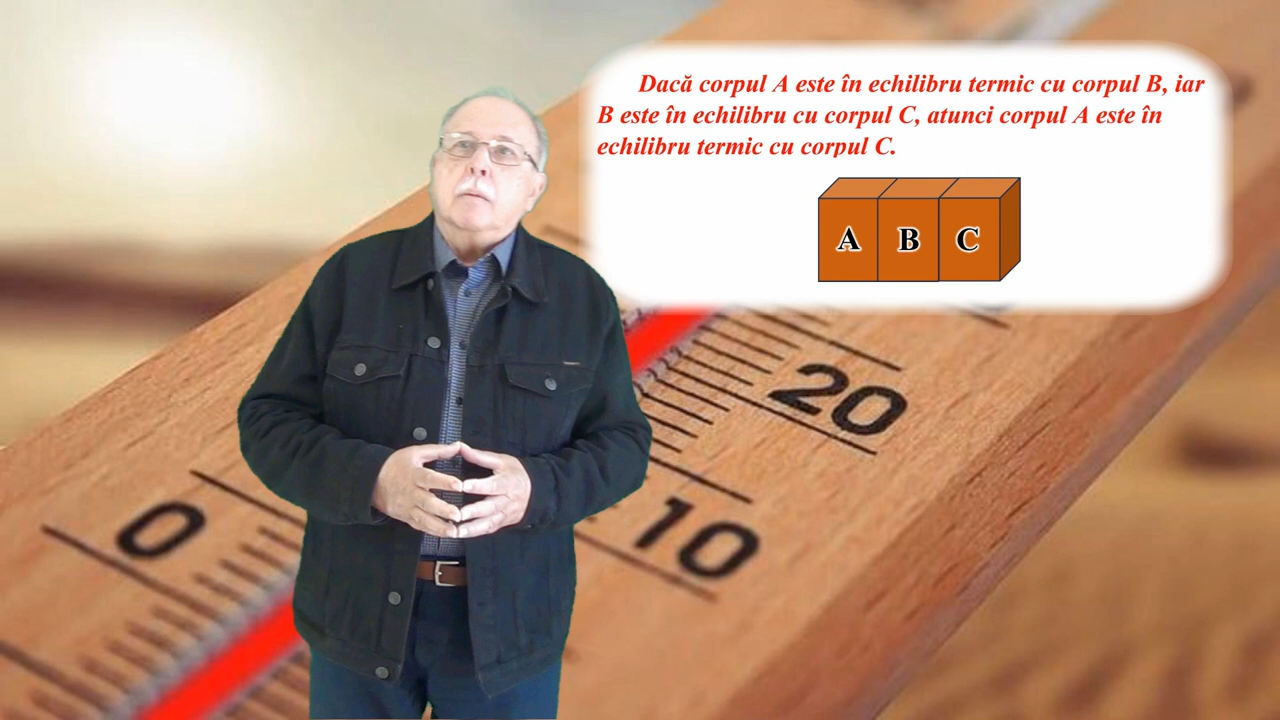 Dacă corpul A este în echilibru termic cu corpul B, iar
B este în echilibru cu corpul C, atunci corpul A este în
echilibru termic cu corpul C.
A B C
20
10
0